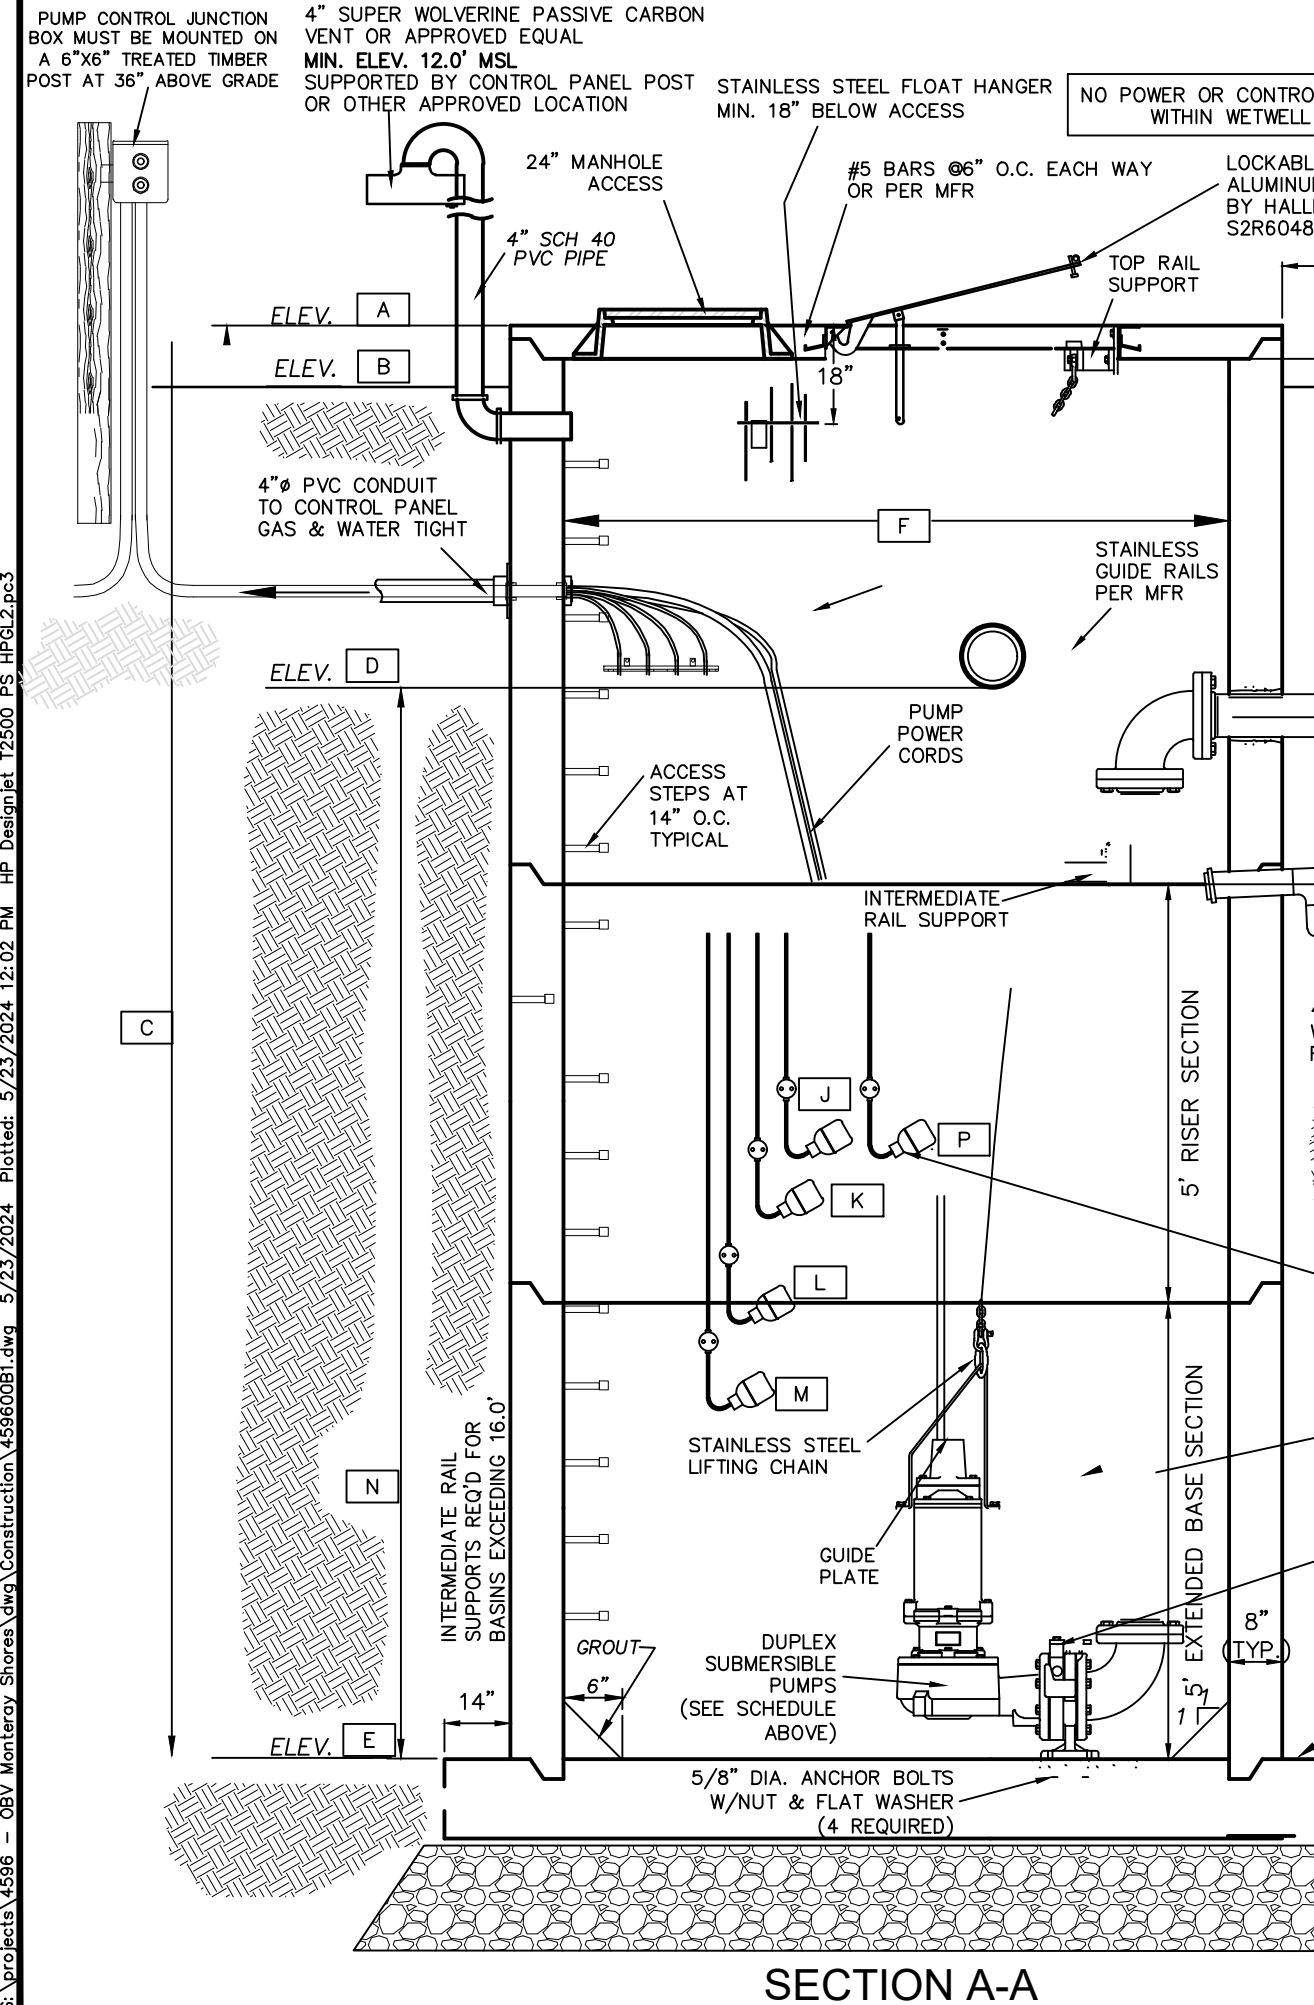 PUMP CONTROL JUNCTION
BOX MUST BE MOUNTED ON
A 6"X6" TREATED TIMBER
POST AT 36" ABOVE GRADE
4" SUPER WOLVERINE PASSIVE CARBON
VENT OR APPROVED EQUAL
MIN. ELEV. 12.0' MSL
SUPPORTED BY CONTROL PANEL POST
OR OTHER APPROVED LOCATION
STAINLESS STEEL FLOAT HANGER
MIN. 18" BELOW ACCESS
NO POWER OR CONTRO
WITHIN WETWELL
24" MANHOLE
ACCESS
#5 BARS @6" O.C. EACH WAY
OR PER MFR
LOCKABL
ALUMINU
BY HALL
S2R6048
4" SCH 40
PVC PIPE
TOP RAIL
SUPPORT
ELEV. A
ELEV. B
18"
4"ø PVC CONDUIT
TO CONTROL PANEL
GAS & WATER TIGHT
F
STAINLESS
GUIDE RAILS
PER MFR
ELEV. D
PUMP
POWER
CORDS
ACCESS
STEPS AT
14" O.C.
TYPICAL
INTERMEDIATE
RAIL SUPPORT
C
5' RISER SECTION
J
P
K
L
M
STAINLESS STEEL
LIFTING CHAIN
N
INTERMEDIATE RAIL
SUPPORTS REQ'D FOR
BASINS EXCEEDING 16.0'
5' EXTENDED BASE SECTION
GUIDE
PLATE
8"
(TYP.)
GROUT
6"
DUPLEX
SUBMERSIBLE
PUMPS
(SEE SCHEDULE
ABOVE)
14"
1
1
ELEV. E
5/8" DIA. ANCHOR BOLTS
W/NUT & FLAT WASHER
(4 REQUIRED)
SECTION A-A
:\projects\4596 - OBV Monteray Shores\dwg\Construction\459600B1.dwg 5/23/2024 Plotted: 5/23/2024 12:02 PM HP Designjet T2500 PS HPGL2.pc3